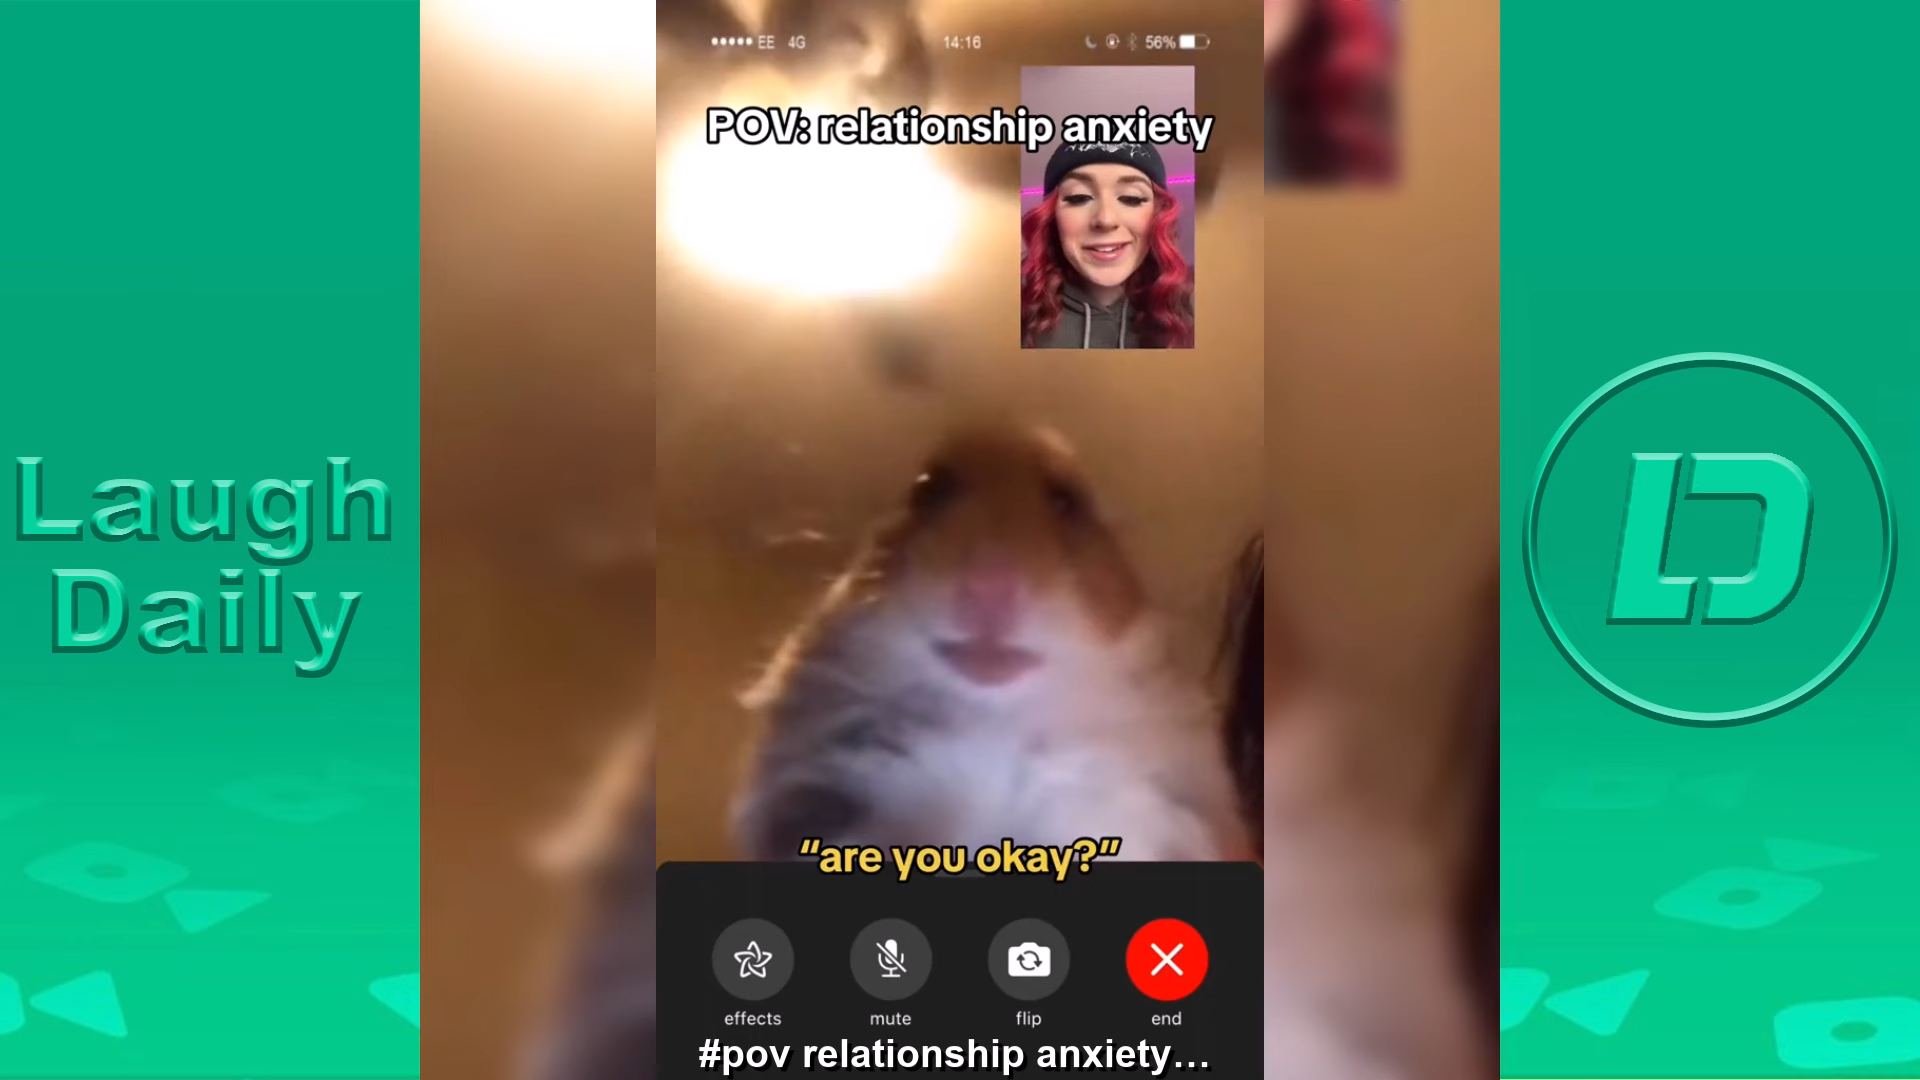 EE 4G 14:16 56%
POV: relationship anxiety
Laugh
Daily
LD
“are you okay?”
effects mute flip end
#pov relationship anxiety...